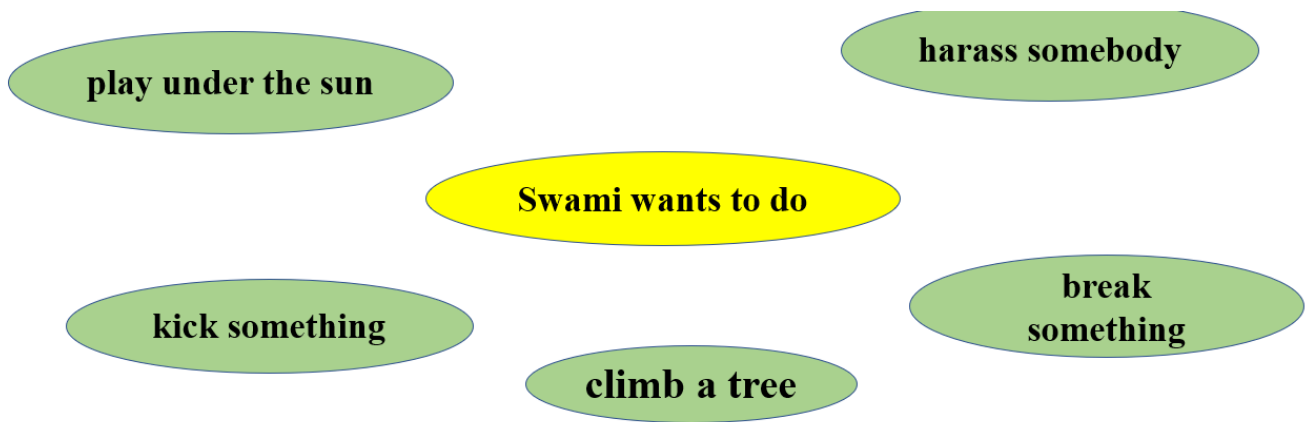 harass somebody
play under the sun
Swami wants to do
break
something
kick something
climb a tree